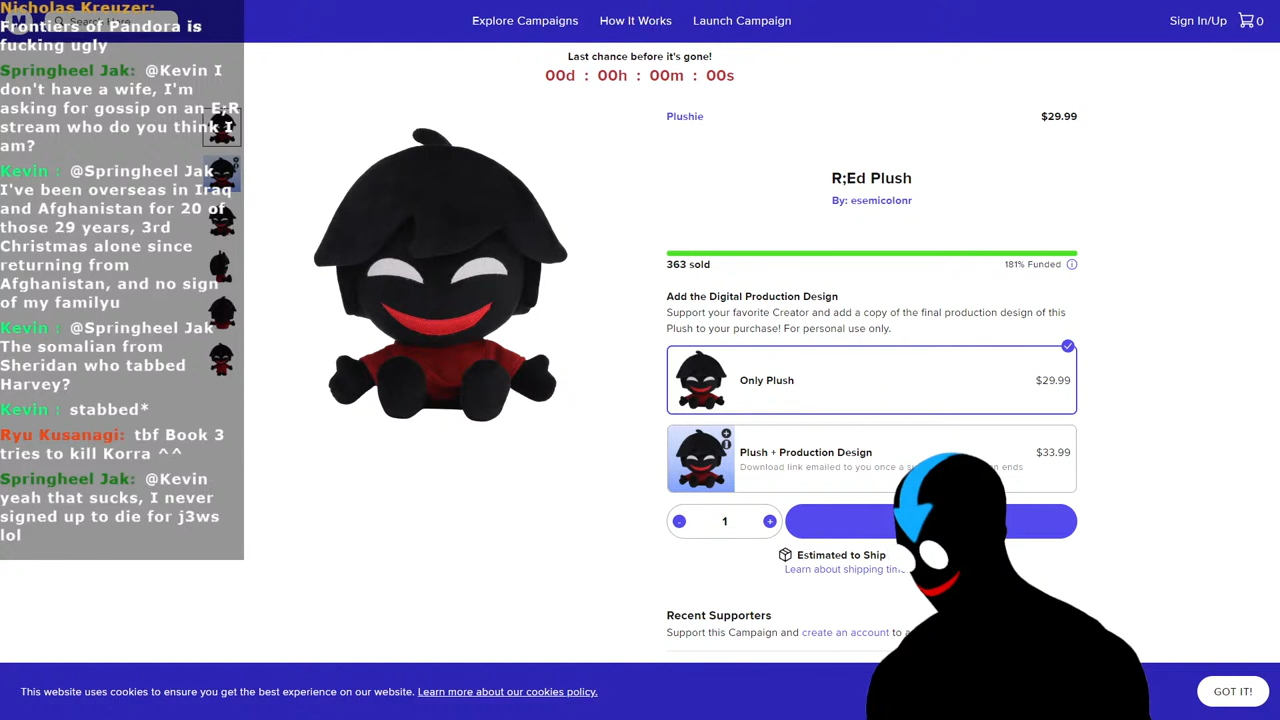 Nicholas Kreuzer:
Frontiers of Pandora is
fucking ugly
Springheel Jak: @Kevin I
don't have a wife, I'm
asking for gossip on an E;R
stream who do you think I
am?
Kevin : @Springheel Jak
I've been overseas in Iraq
and Afghanistan for 20 of
those 29 years, 3rd
Christmas alone since
returning from
Afghanistan, and no sign
of my familyu
Kevin : @Springheel Jak
The somalian from
Sheridan who tabbed
Harvey?
Kevin : stabbed*
Ryu Kusanagi: tbf Book 3
tries to kill Korra ^^
Springheel Jak: @Kevin
yeah that sucks, I never
signed up to die for j3ws
lol
Search Here
Explore Campaigns How It Works Launch Campaign
Sign In/Up 0
Last chance before it's gone!
00d : 00h : 00m : 00s
Plushie $29.99
R;Ed Plush
By: esemicolonr
363 sold 181% Funded
Add the Digital Production Design
Support your favorite Creator and add a copy of the final production design of this
Plush to your purchase! For personal use only.
Only Plush $29.99
Plush + Production Design $33.99
Download link emailed to you once a ends
- 1 +
Estimated to Ship
Learn about shipping
Recent Supporters
Support this Campaign and create an account to
This website uses cookies to ensure you get the best experience on our website. Learn more about our cookies policy.
GOT IT!